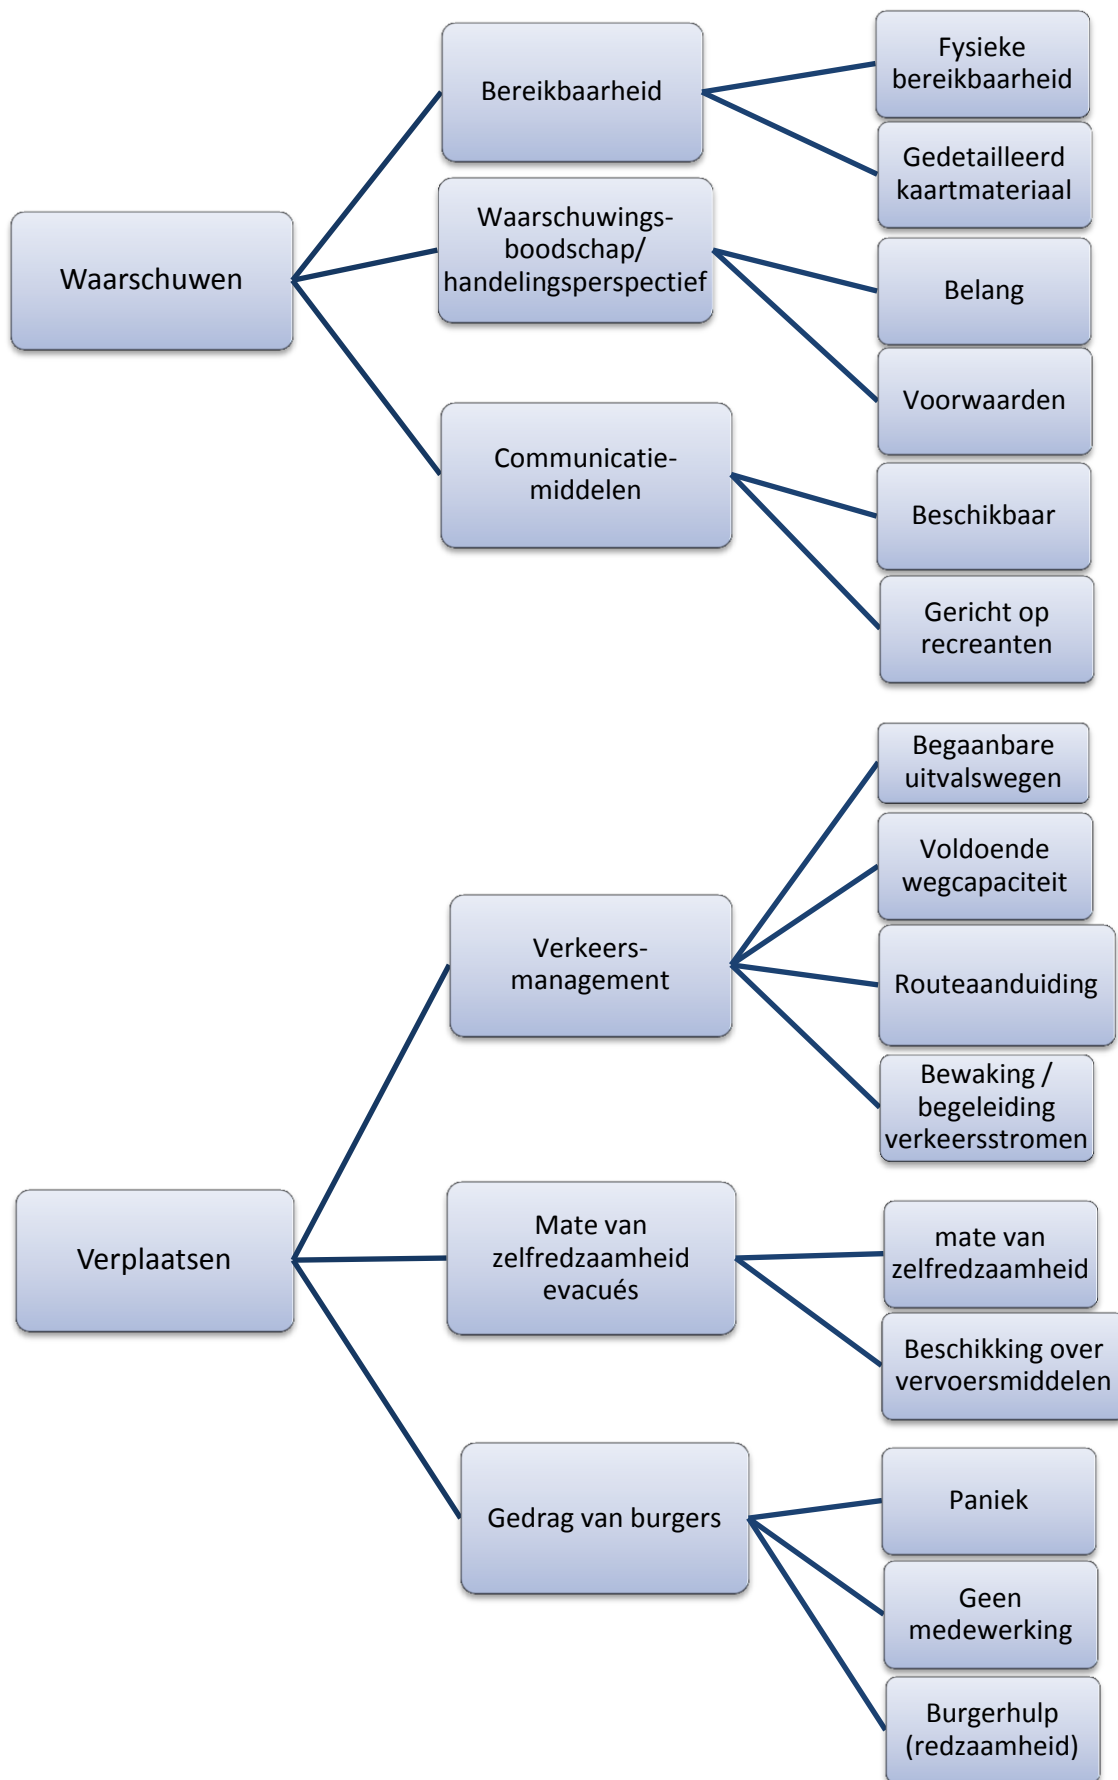 Waarschuwen
Bereikbaarheid
Fysieke
bereikbaarheid
Gedetailleerd
kaartmateriaal
Waarschuwings-
boodschap/
handelingsperspectief
Belang
Voorwaarden
Communicatie-
middelen
Beschikbaar
Gericht op
recreanten
Verplaatsen
Verkeers-
management
Begaanbare
uitvalswegen
Voldoende
wegcapaciteit
Routeaanduiding
Bewaking /
begeleiding
verkeersstromen
Mate van
zelfredzaamheid
evacués
mate van
zelfredzaamheid
Beschikking over
vervoersmiddelen
Gedrag van burgers
Paniek
Geen
medewerking
Burgerhulp
(redzaamheid)